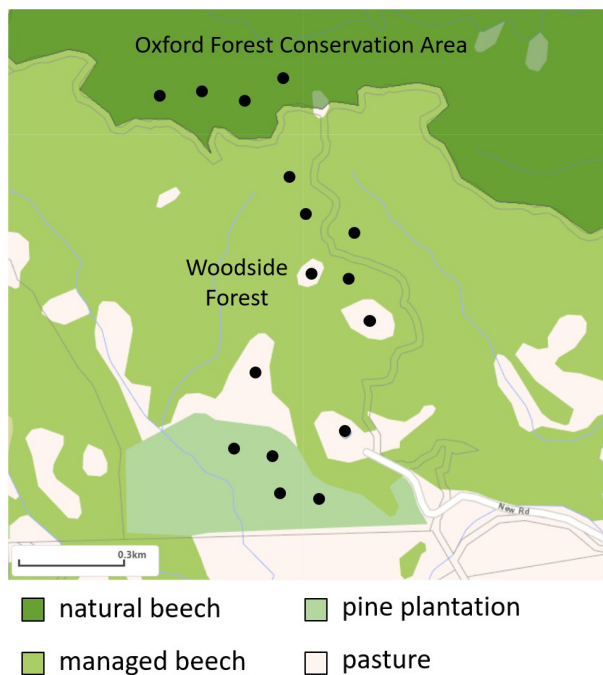 Oxford Forest Conservation Area
Woodside
Forest
New Rd
0.3km
natural beech
pine plantation
managed beech
pasture